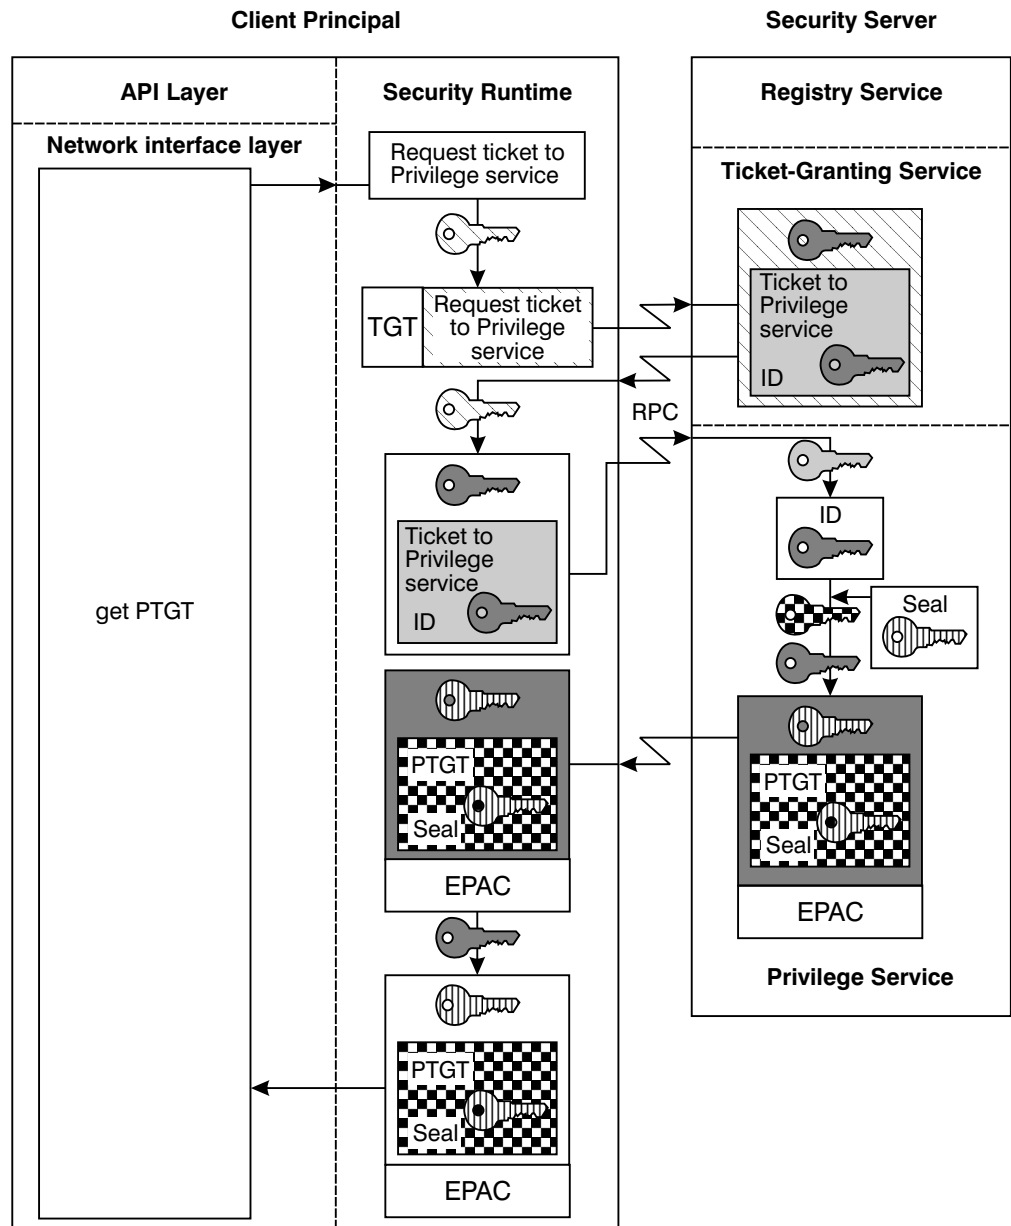 Client Principal
Security Server
API Layer
Security Runtime
Registry Service
Network interface layer
Request ticket to
Privilege service
Ticket-Granting Service
TGT
Request ticket
to Privilege
service
Ticket to
Privilege
service
ID
RPC
ID
Ticket to
Privilege
service
ID
get PTGT
Seal
PTGT
Seal
EPAC
PTGT
Seal
EPAC
Privilege Service
PTGT
Seal
EPAC